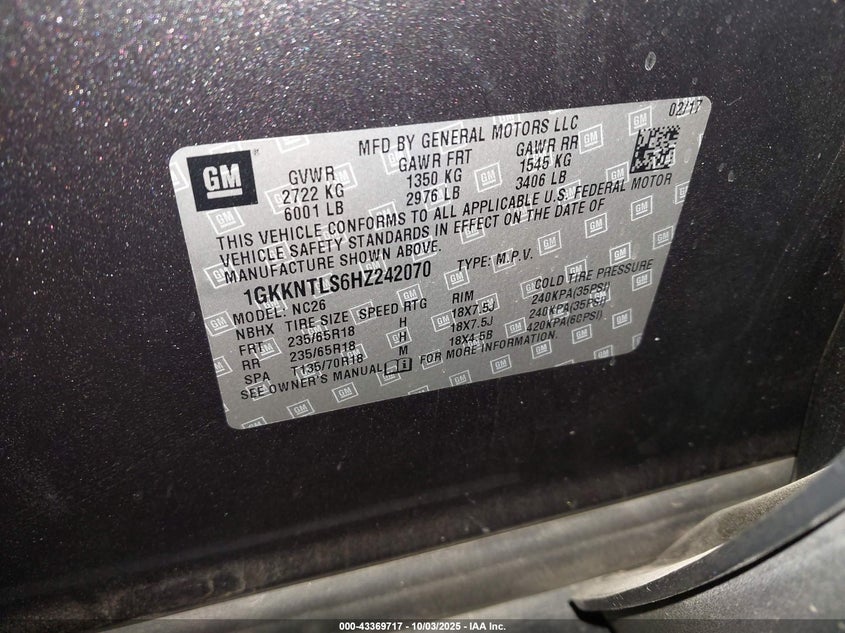 02/17
MFD BY GENERAL MOTORS LLC
GM
GVWR GAWR FRT GAWR RR
2722 KG 1350 KG 1545 KG
6001 LB 2976 LB 3406 LB
THIS VEHICLE CONFORMS TO ALL APPLICABLE U.S. FEDERAL MOTOR
VEHICLE SAFETY STANDARDS IN EFFECT ON THE DATE OF
MANUFACTURE SHOWN ABOVE.
1GKKNTLS6HZ242070 TYPE: M.P.V.
MODEL: NC26
NBHX TIRE SIZE SPEED RTG RIM COLD TIRE PRESSURE
FRT 235/65R18 H 18X7.5J 240KPA(35PSI)
RR 235/65R18 H 18X7.5J 240KPA(35PSI)
SPA T135/70R18 M 18X4.5B 420KPA(60PSI)
SEE OWNER'S MANUAL FOR MORE INFORMATION.
000-43369717 - 10/03/2025 - IAA Inc.